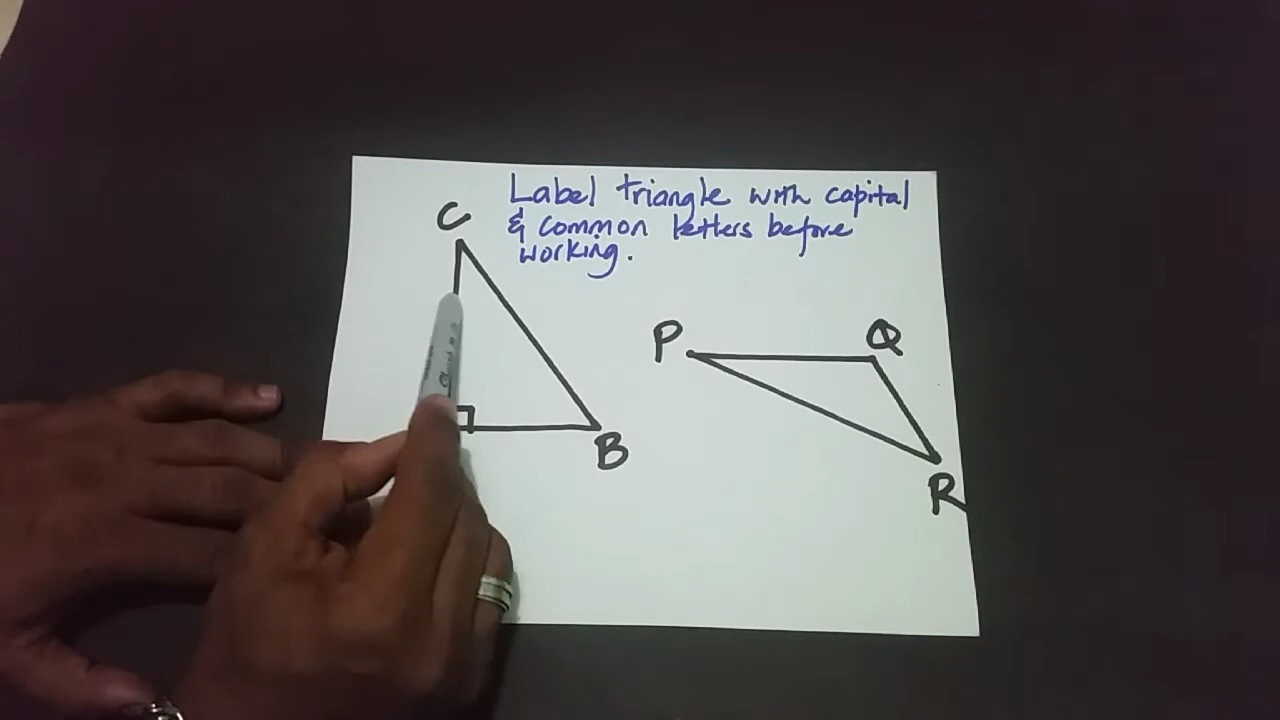 Label triangle with capital
& common letters before
working.
C
B
P
Q
R